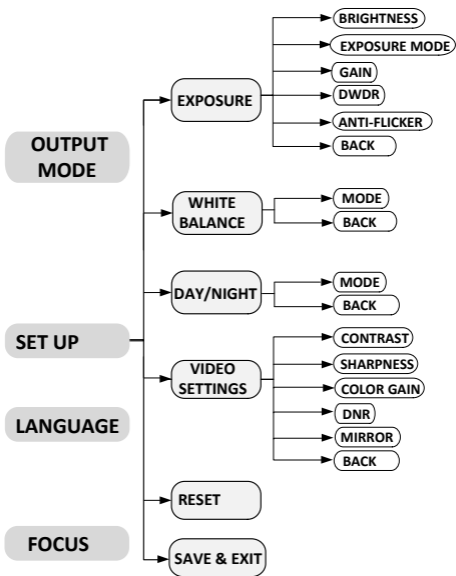 OUTPUT
MODE
SET UP
LANGUAGE
FOCUS
EXPOSURE
BRIGHTNESS
EXPOSURE MODE
GAIN
DWDR
ANTI-FLICKER
BACK
WHITE
BALANCE
MODE
BACK
DAY/NIGHT
MODE
BACK
VIDEO
SETTINGS
CONTRAST
SHARPNESS
COLOR GAIN
DNR
MIRROR
BACK
RESET
SAVE & EXIT